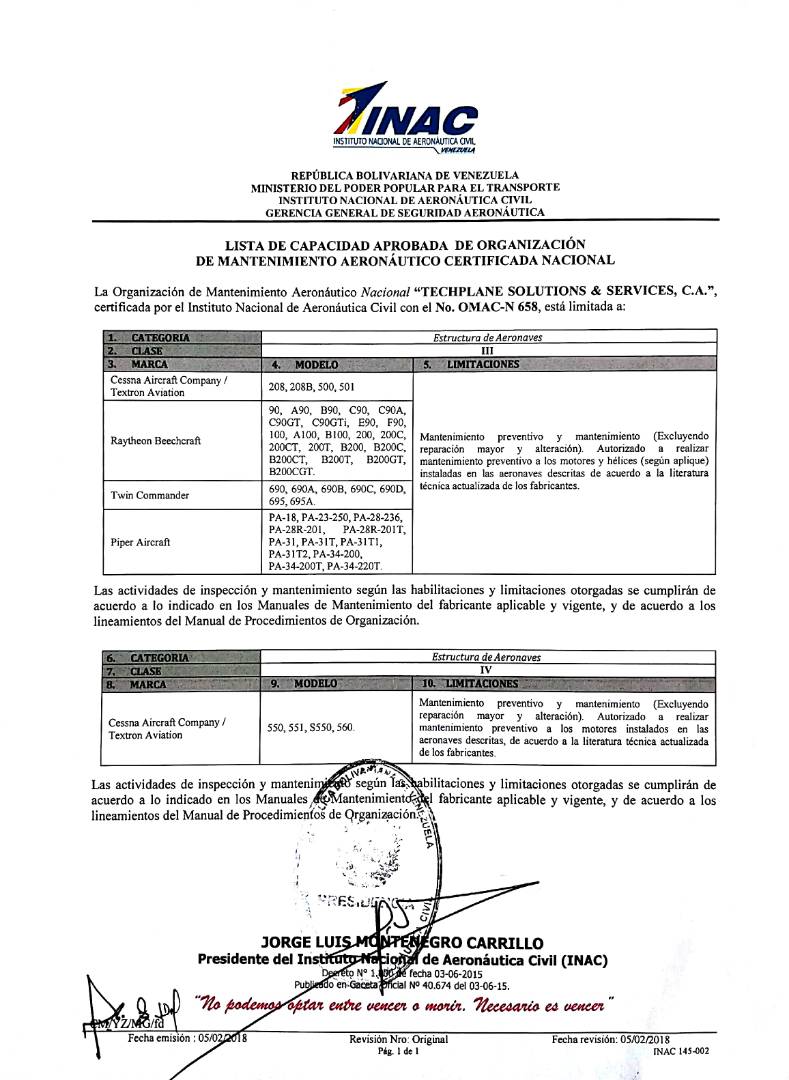 INAC
INSTITUTO NACIONAL DE AERONÁUTICA CIVIL
VENEZUELA
REPÚBLICA BOLIVARIANA DE VENEZUELA
MINISTERIO DEL PODER POPULAR PARA EL TRANSPORTE
INSTITUTO NACIONAL DE AERONÁUTICA CIVIL
GERENCIA GENERAL DE SEGURIDAD AERONÁUTICA
LISTA DE CAPACIDAD APROBADA DE ORGANIZACIÓN
DE MANTENIMIENTO AERONÁUTICO CERTIFICADA NACIONAL
La Organización de Mantenimiento Aeronáutico Nacional “TECHPLANE SOLUTIONS & SERVICES, C.A.”,
certificada por el Instituto Nacional de Aeronáutica Civil con el No. OMAC-N 658, está limitada a:
1. CATEGORIA Estructura de Aeronaves
2. CLASE III
3. MARCA 4. MODELO 5. LIMITACIONES
Cessna Aircraft Company /
Textron Aviation
208, 208B, 500, 501
Raytheon Beechcraft
90, A90, B90, C90, C90A,
C90GT, C90GTi, E90, F90,
100, A100, B100, 200, 200C,
200CT, 200T, B200, B200C,
B200CT, B200T, B200GT,
B200CGT.
Twin Commander
690, 690A, 690B, 690C, 690D,
695, 695A.
Piper Aircraft
PA-18, PA-23-250, PA-28-236,
PA-28R-201, PA-28R-201T,
PA-31, PA-31T, PA-31T1,
PA-31T2, PA-34-200,
PA-34-200T, PA-34-220T.
Mantenimiento preventivo y mantenimiento (Excluyendo
reparación mayor y alteración). Autorizado a realizar
mantenimiento preventivo a los motores y hélices (según aplique)
instaladas en las aeronaves descritas de acuerdo a la literatura
técnica actualizada de los fabricantes.
Las actividades de inspección y mantenimiento según las habilitaciones y limitaciones otorgadas se cumplirán de
acuerdo a lo indicado en los Manuales de Mantenimiento del fabricante aplicable y vigente, y de acuerdo a los
lineamientos del Manual de Procedimientos de Organización.
6. CATEGORIA Estructura de Aeronaves
7. CLASE IV
8. MARCA 9. MODELO 10. LIMITACIONES
Cessna Aircraft Company /
Textron Aviation
550, 551, S550, 560.
Mantenimiento preventivo y mantenimiento (Excluyendo
reparación mayor y alteración). Autorizado a realizar
mantenimiento preventivo a los motores instalados en las
aeronaves descritas, de acuerdo a la literatura técnica actualizada
de los fabricantes.
Las actividades de inspección y mantenimiento según las habilitaciones y limitaciones otorgadas se cumplirán de
acuerdo a lo indicado en los Manuales de Mantenimiento del fabricante aplicable y vigente, y de acuerdo a los
lineamientos del Manual de Procedimientos de Organización.
PRESIDENCIA
JORGE LUIS MONTENEGRO CARRILLO
Presidente del Instituto Nacional de Aeronáutica Civil (INAC)
Decreto Nº de fecha 03-06-2015
Publicado en Gaceta Oficial Nº 40.674 del 03-06-15.
"No podemos optar entre vencer o morir. Necesario es vencer"
CM/YZ/MG/fd
Fecha emisión : 05/02/2018 Revisión Nro: Original Fecha revisión: 05/02/2018
Pág. 1 de 1 INAC 145-002